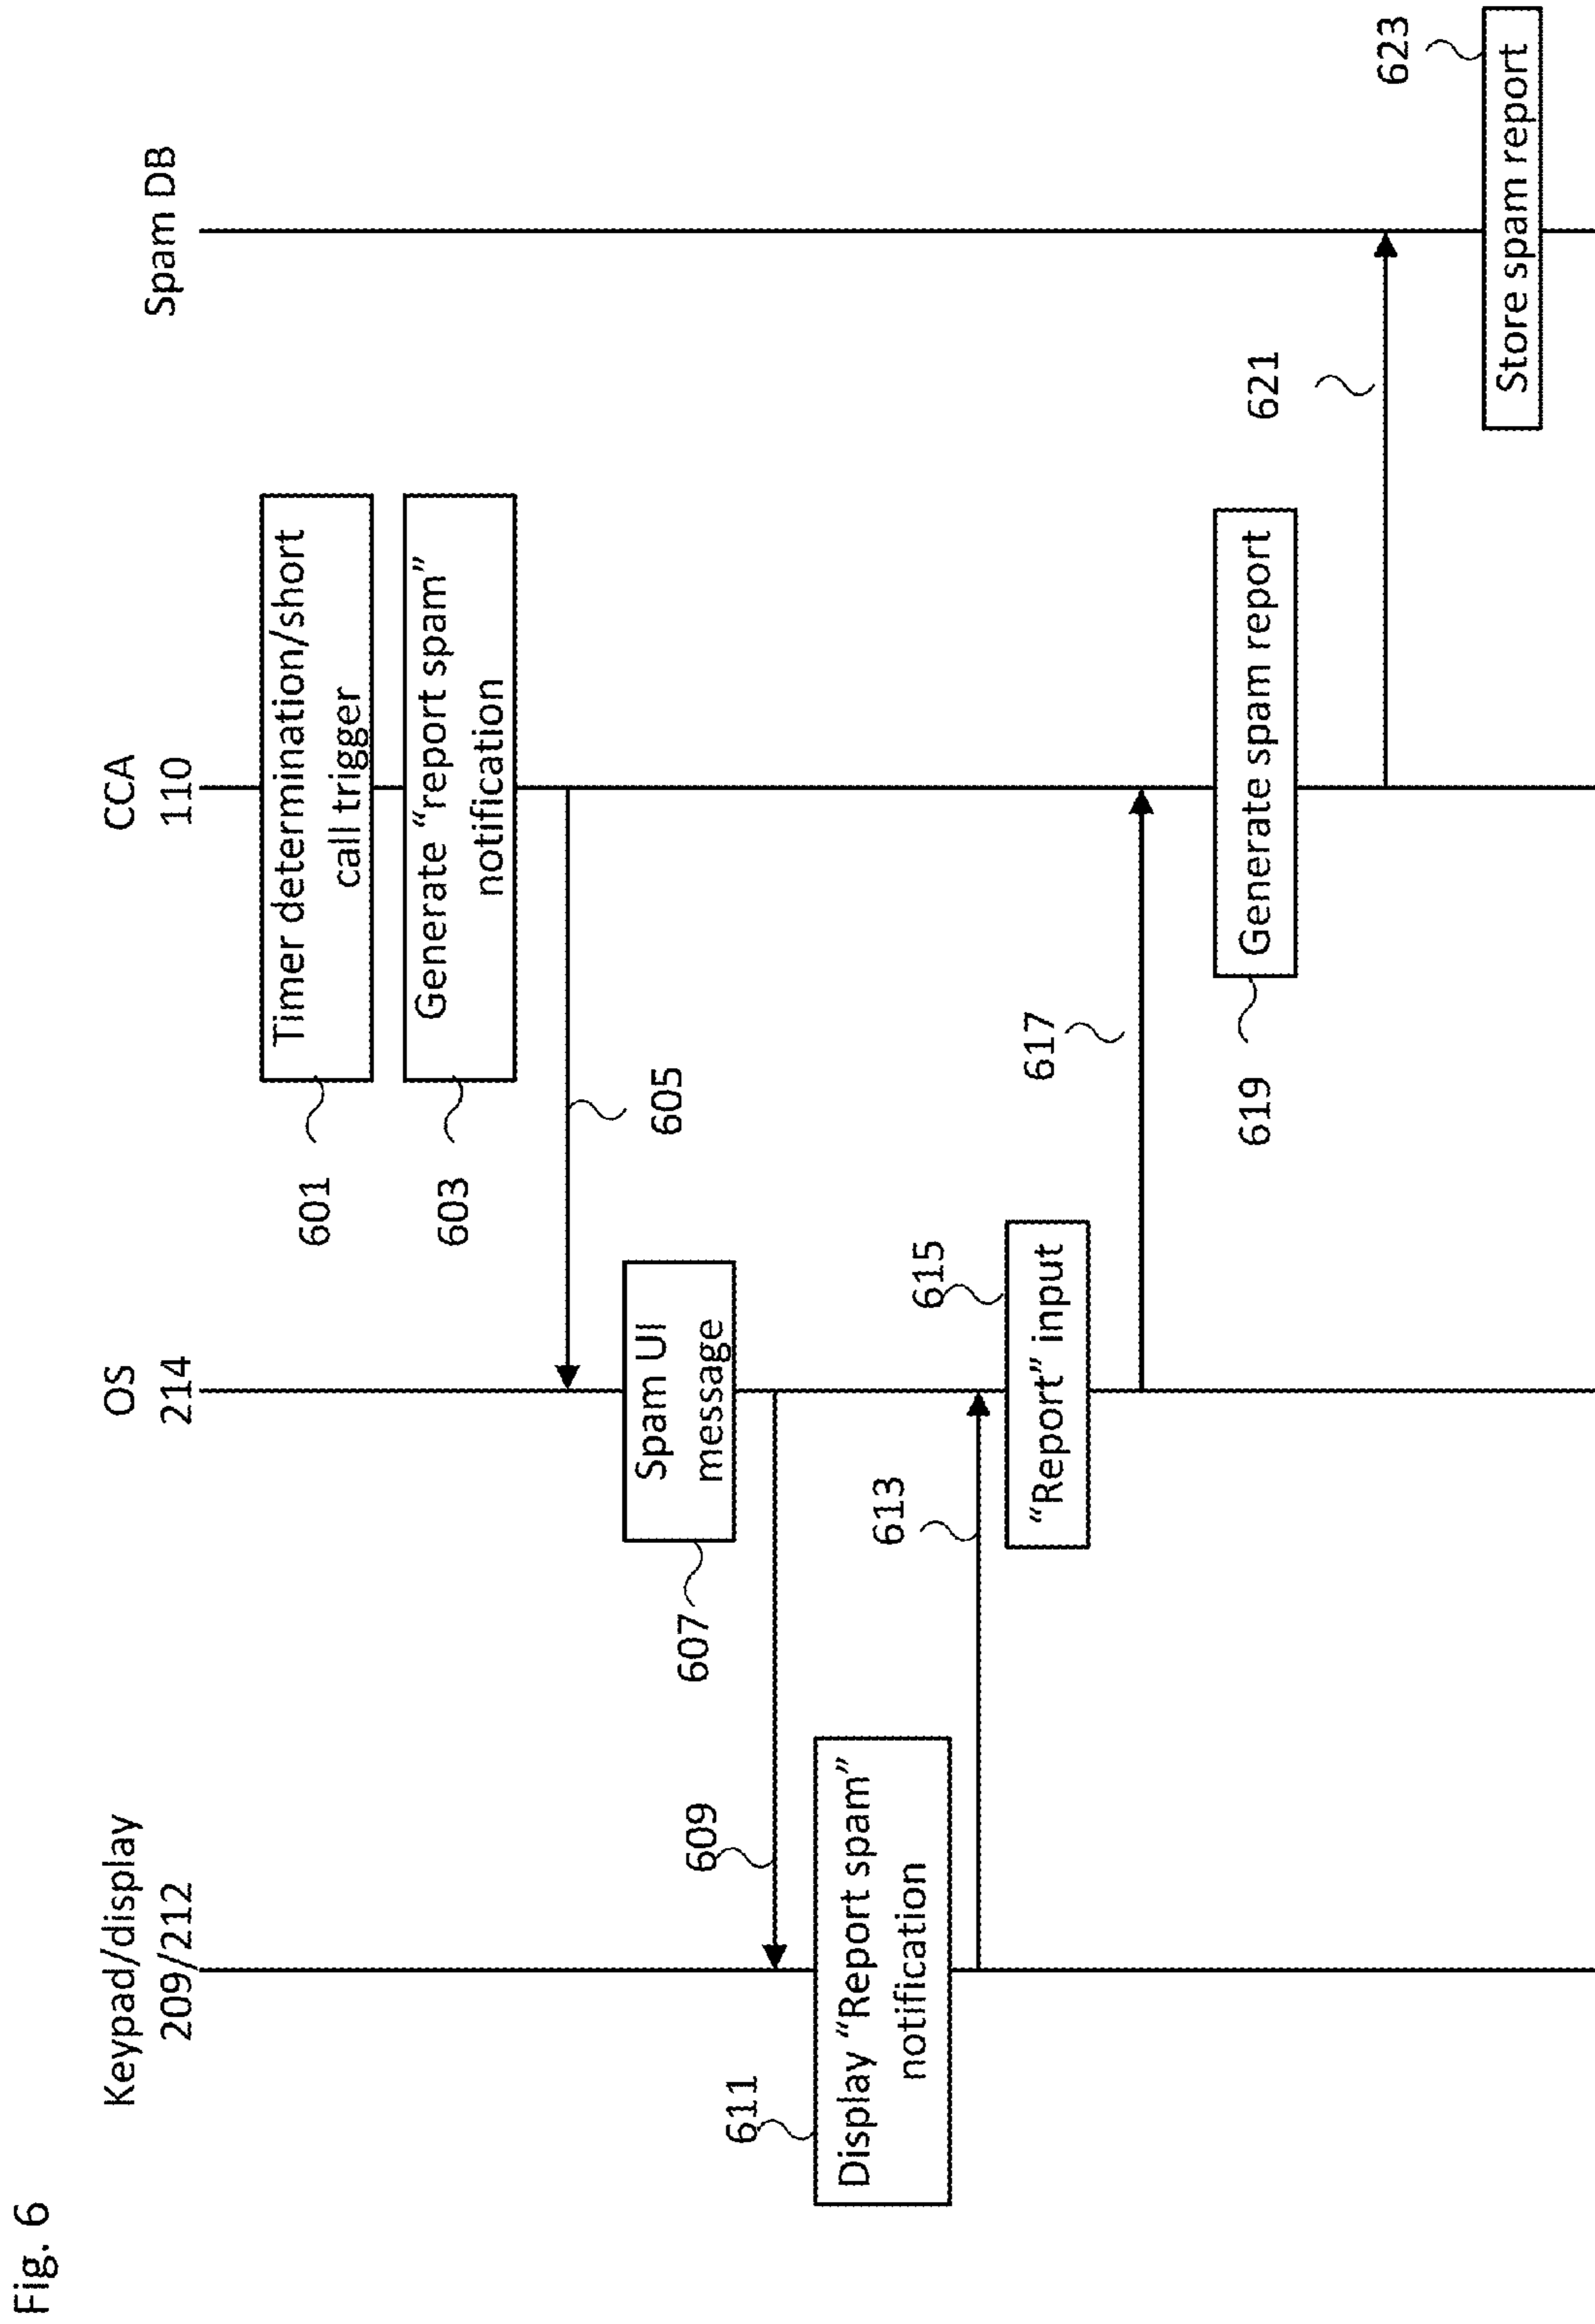 Fig. 6
Keypad/display
209/212
OS
214
CCA
110
Spam DB
601
Timer determination/short
call trigger
603
Generate “report spam”
notification
605
607
Spam UI
message
609
611
Display “Report spam”
notification
613
615
“Report” input
617
619
Generate spam report
621
623
Store spam report